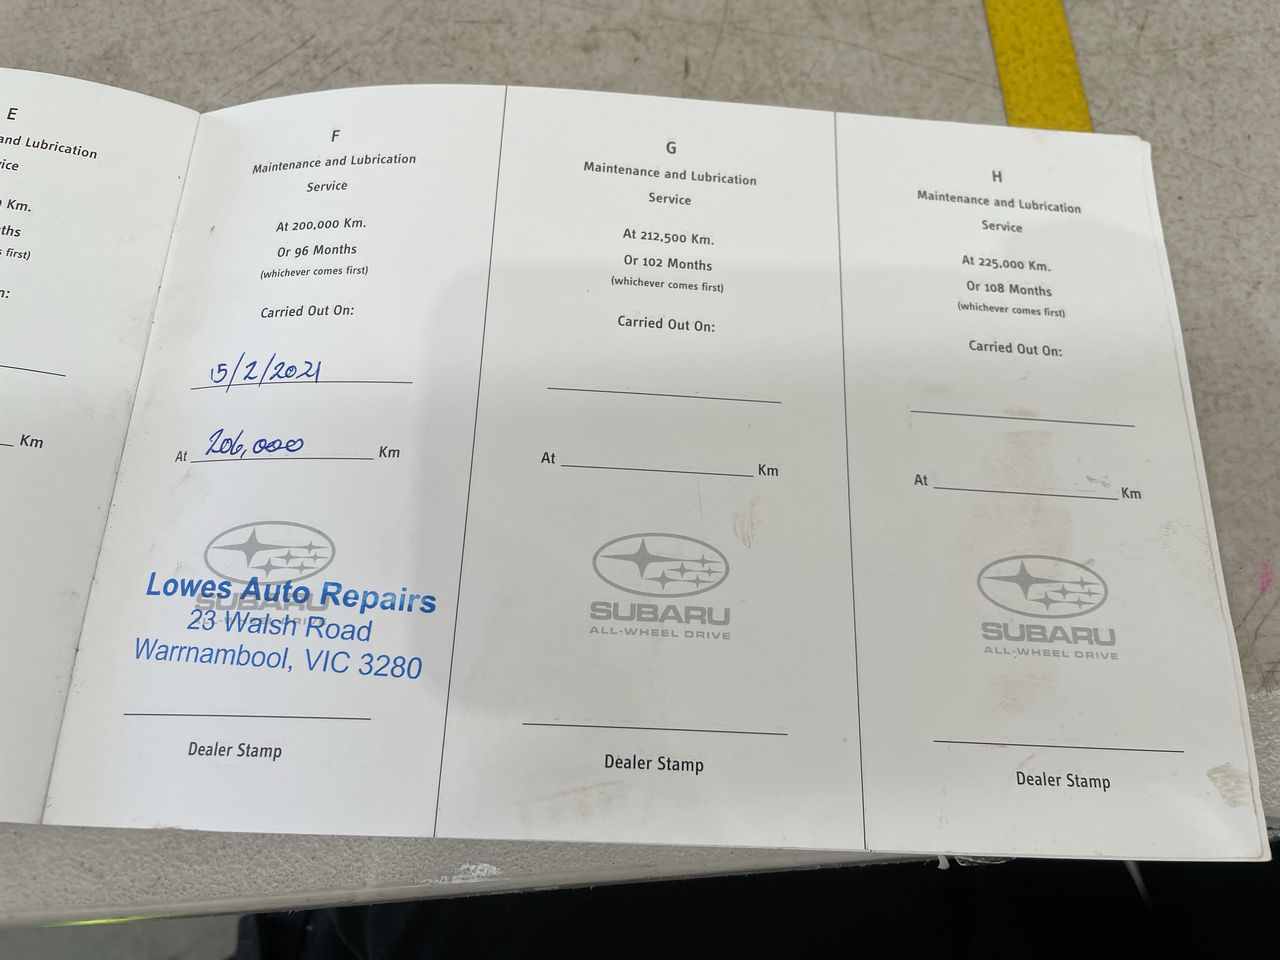 E
and Lubrication
ice
Km.
ths
s first)
n:
Km
F
Maintenance and Lubrication
Service
At 200,000 Km.
Or 96 Months
(whichever comes first)
Carried Out On:
15/2/2021
At 206,000 Km
SUBARU
ALL-WHEEL DRIVE
Lowes Auto Repairs
23 Walsh Road
Warrnambool, VIC 3280
Dealer Stamp
G
Maintenance and Lubrication
Service
At 212,500 Km.
Or 102 Months
(whichever comes first)
Carried Out On:
At Km
SUBARU
ALL-WHEEL DRIVE
Dealer Stamp
H
Maintenance and Lubrication
Service
At 225,000 Km.
Or 108 Months
(whichever comes first)
Carried Out On:
At Km
SUBARU
ALL-WHEEL DRIVE
Dealer Stamp